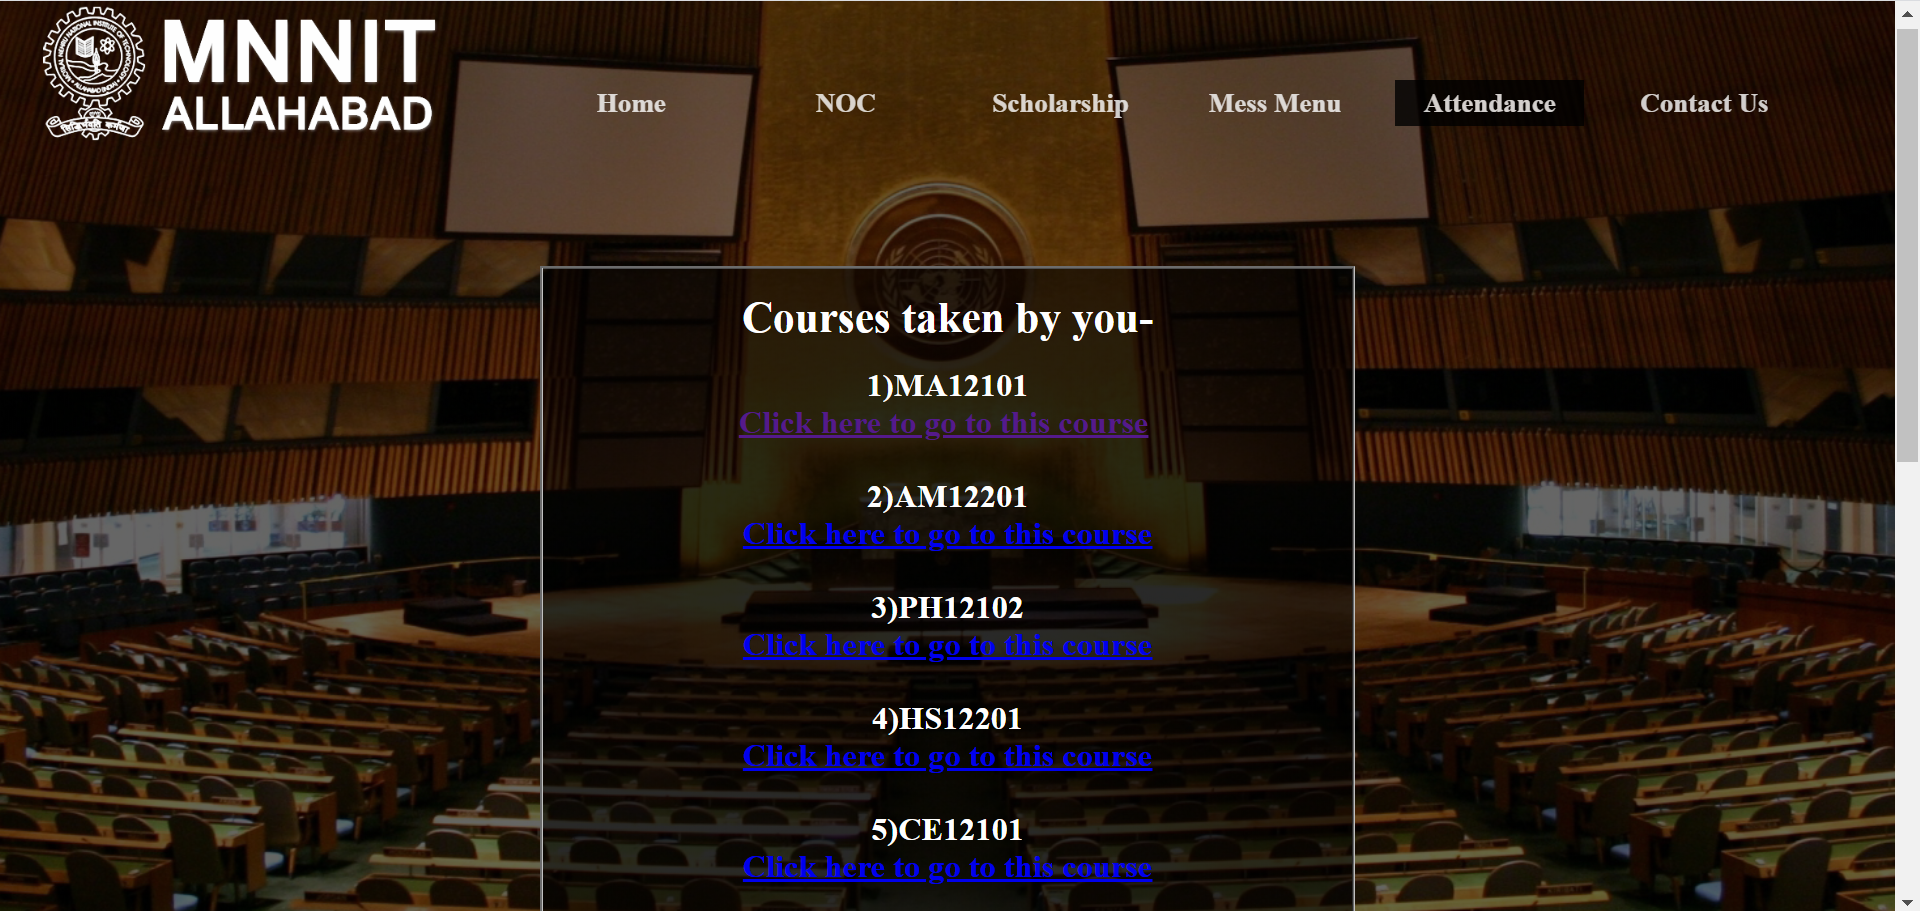 MNNIT
ALLAHABAD
Home
NOC
Scholarship
Mess Menu
Attendance
Contact Us
Courses taken by you-
1)MA12101
Click here to go to this course
2)AM12201
Click here to go to this course
3)PH12102
Click here to go to this course
4)HS12201
Click here to go to this course
5)CE12101
Click here to go to this course